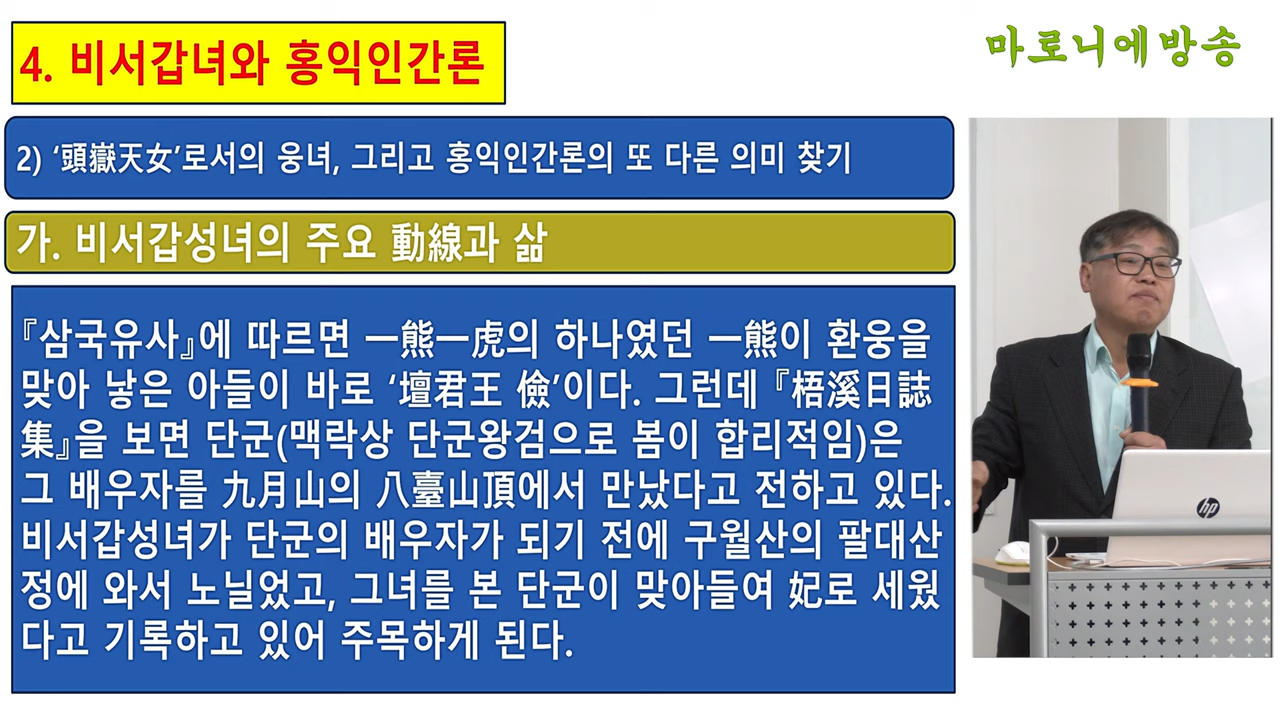 4. 비서갑녀와 홍익인간론
마로니에방송
2) ‘頭嶽天女’로서의 웅녀, 그리고 홍익인간론의 또 다른 의미 찾기
가. 비서갑성녀의 주요 動線과 삶
『삼국유사』에 따르면 一熊一虎의 하나였던 一熊이 환웅을
맞아 낳은 아들이 바로 ‘壇君王 儉’이다. 그런데 『梧溪日誌
集』을 보면 단군(맥락상 단군왕검으로 봄이 합리적임)은
그 배우자를 九月山의 八臺山頂에서 만났다고 전하고 있다.
비서갑성녀가 단군의 배우자가 되기 전에 구월산의 팔대산
정에 와서 노닐었고, 그녀를 본 단군이 맞아들여 妃로 세웠
다고 기록하고 있어 주목하게 된다.
hp